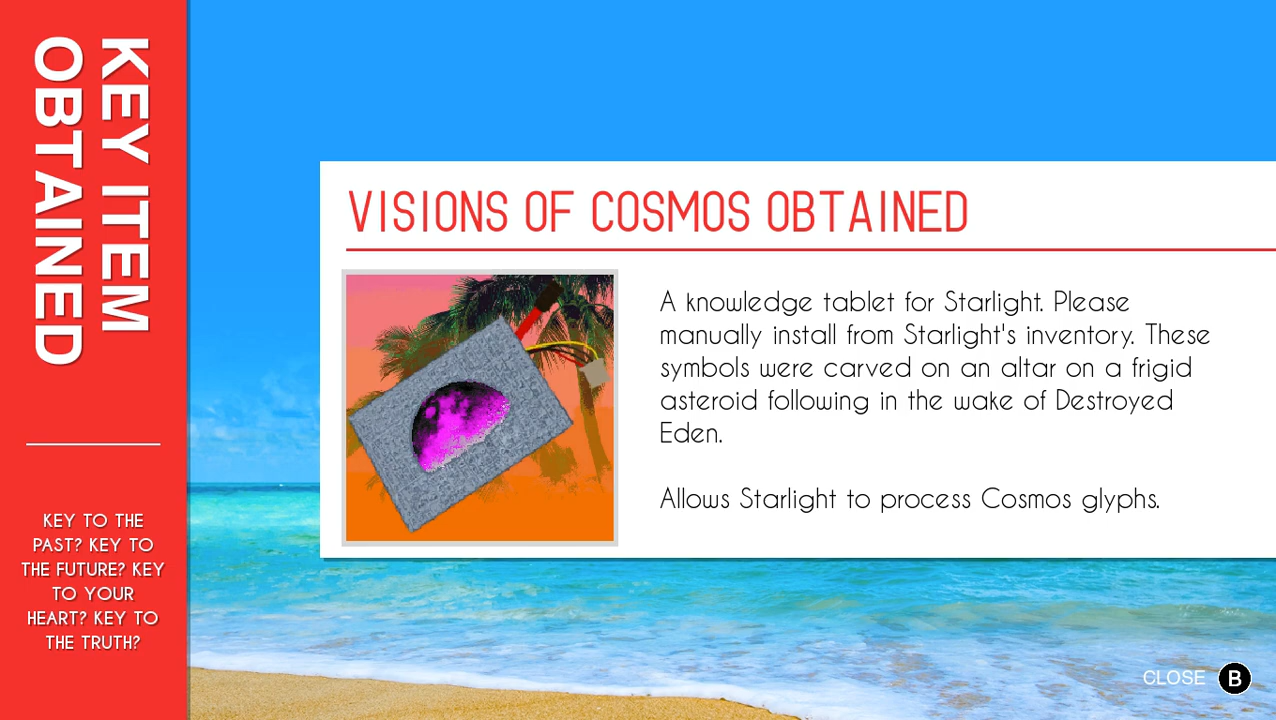 KEY ITEM
OBTAINED
KEY TO THE
PAST? KEY TO
THE FUTURE? KEY
TO YOUR
HEART? KEY TO
THE TRUTH?
VISIONS OF COSMOS OBTAINED
A knowledge tablet for Starlight. Please
manually install from Starlight's inventory. These
symbols were carved on an altar on a frigid
asteroid following in the wake of Destroyed
Eden.
Allows Starlight to process Cosmos glyphs.
CLOSE B